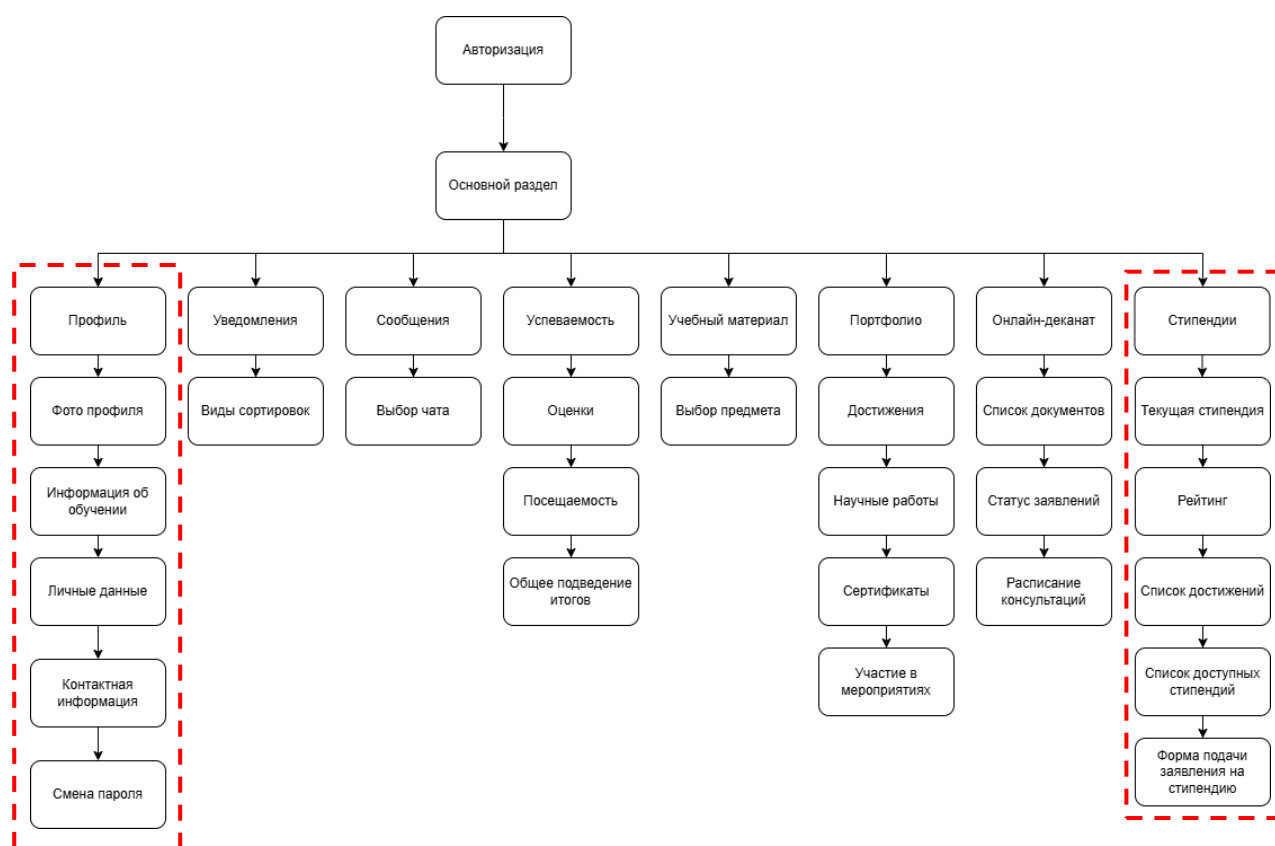 Авторизация
Основной раздел
Профиль
Уведомления
Сообщения
Успеваемость
Учебный материал
Портфолио
Онлайн-деканат
Стипендии
Фото профиля
Виды сортировок
Выбор чата
Оценки
Выбор предмета
Достижения
Список документов
Текущая стипендия
Информация об
обучении
Посещаемость
Научные работы
Статус заявлений
Рейтинг
Личные данные
Общее подведение
итогов
Сертификаты
Расписание
консультаций
Список достижений
Контактная
информация
Участие в
мероприятиях
Список доступных
стипендий
Смена пароля
Форма подачи
заявления на
стипендию